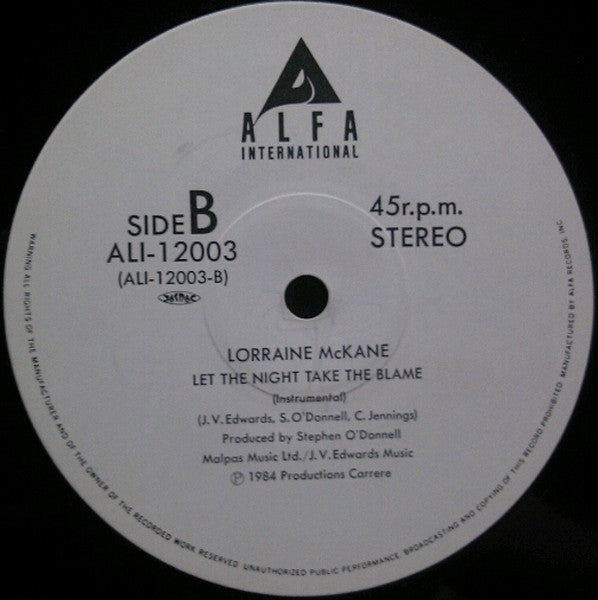 ALFA
INTERNATIONAL
SIDE B
ALI-12003
(ALI-12003-B)
45r.p.m.
STEREO
LORRAINE McKANE
LET THE NIGHT TAKE THE BLAME
(Instrumental)
(J.V. Edwards, S. O'Donnell, C. Jennings)
Produced by Stephen O'Donnell
Malpas Music Ltd./J.V. Edwards Music
Ⓟ 1984 Productions Carrere
WARNING ALL RIGHTS OF THE MANUFACTURER AND OF THE OWNER OF THE RECORDED WORK RESERVED. UNAUTHORIZED PUBLIC PERFORMANCE, BROADCASTING AND COPYING OF THIS RECORD PROHIBITED. MANUFACTURED BY ALFA RECORDS, INC.